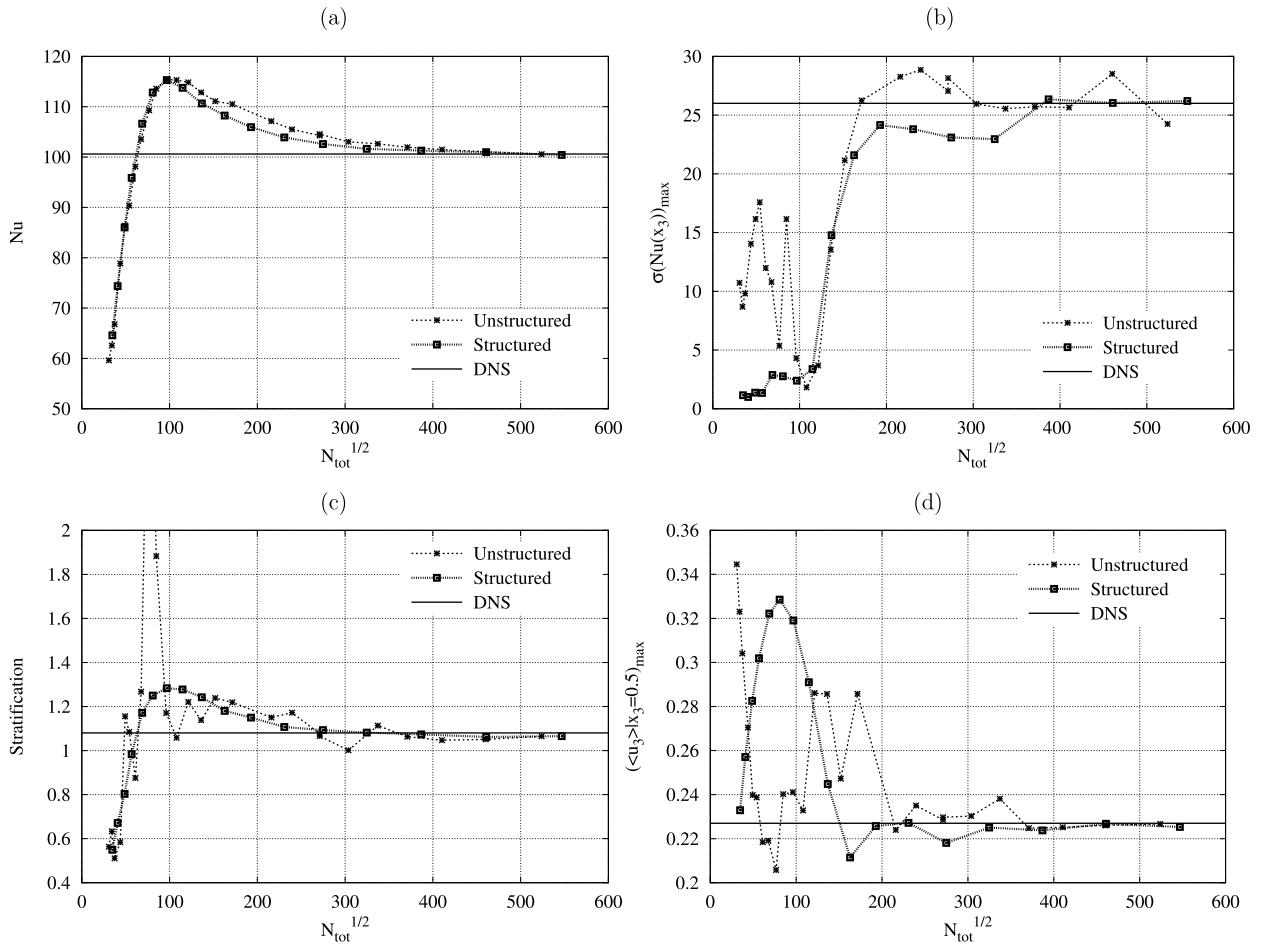 (a)
120
110
100
90
80
70
60
50
Nu
0 100 200 300 400 500 600
N_tot^1/2
Unstructured
Structured
DNS
(b)
30
25
20
15
10
5
0
σ(Nu(x_3))_max
0 100 200 300 400 500 600
N_tot^1/2
Unstructured
Structured
DNS
(c)
2
1.8
1.6
1.4
1.2
1
0.8
0.6
0.4
Stratification
0 100 200 300 400 500 600
N_tot^1/2
Unstructured
Structured
DNS
(d)
0.36
0.34
0.32
0.3
0.28
0.26
0.24
0.22
0.2
(<u_3>|x_3=0.5)_max
0 100 200 300 400 500 600
N_tot^1/2
Unstructured
Structured
DNS